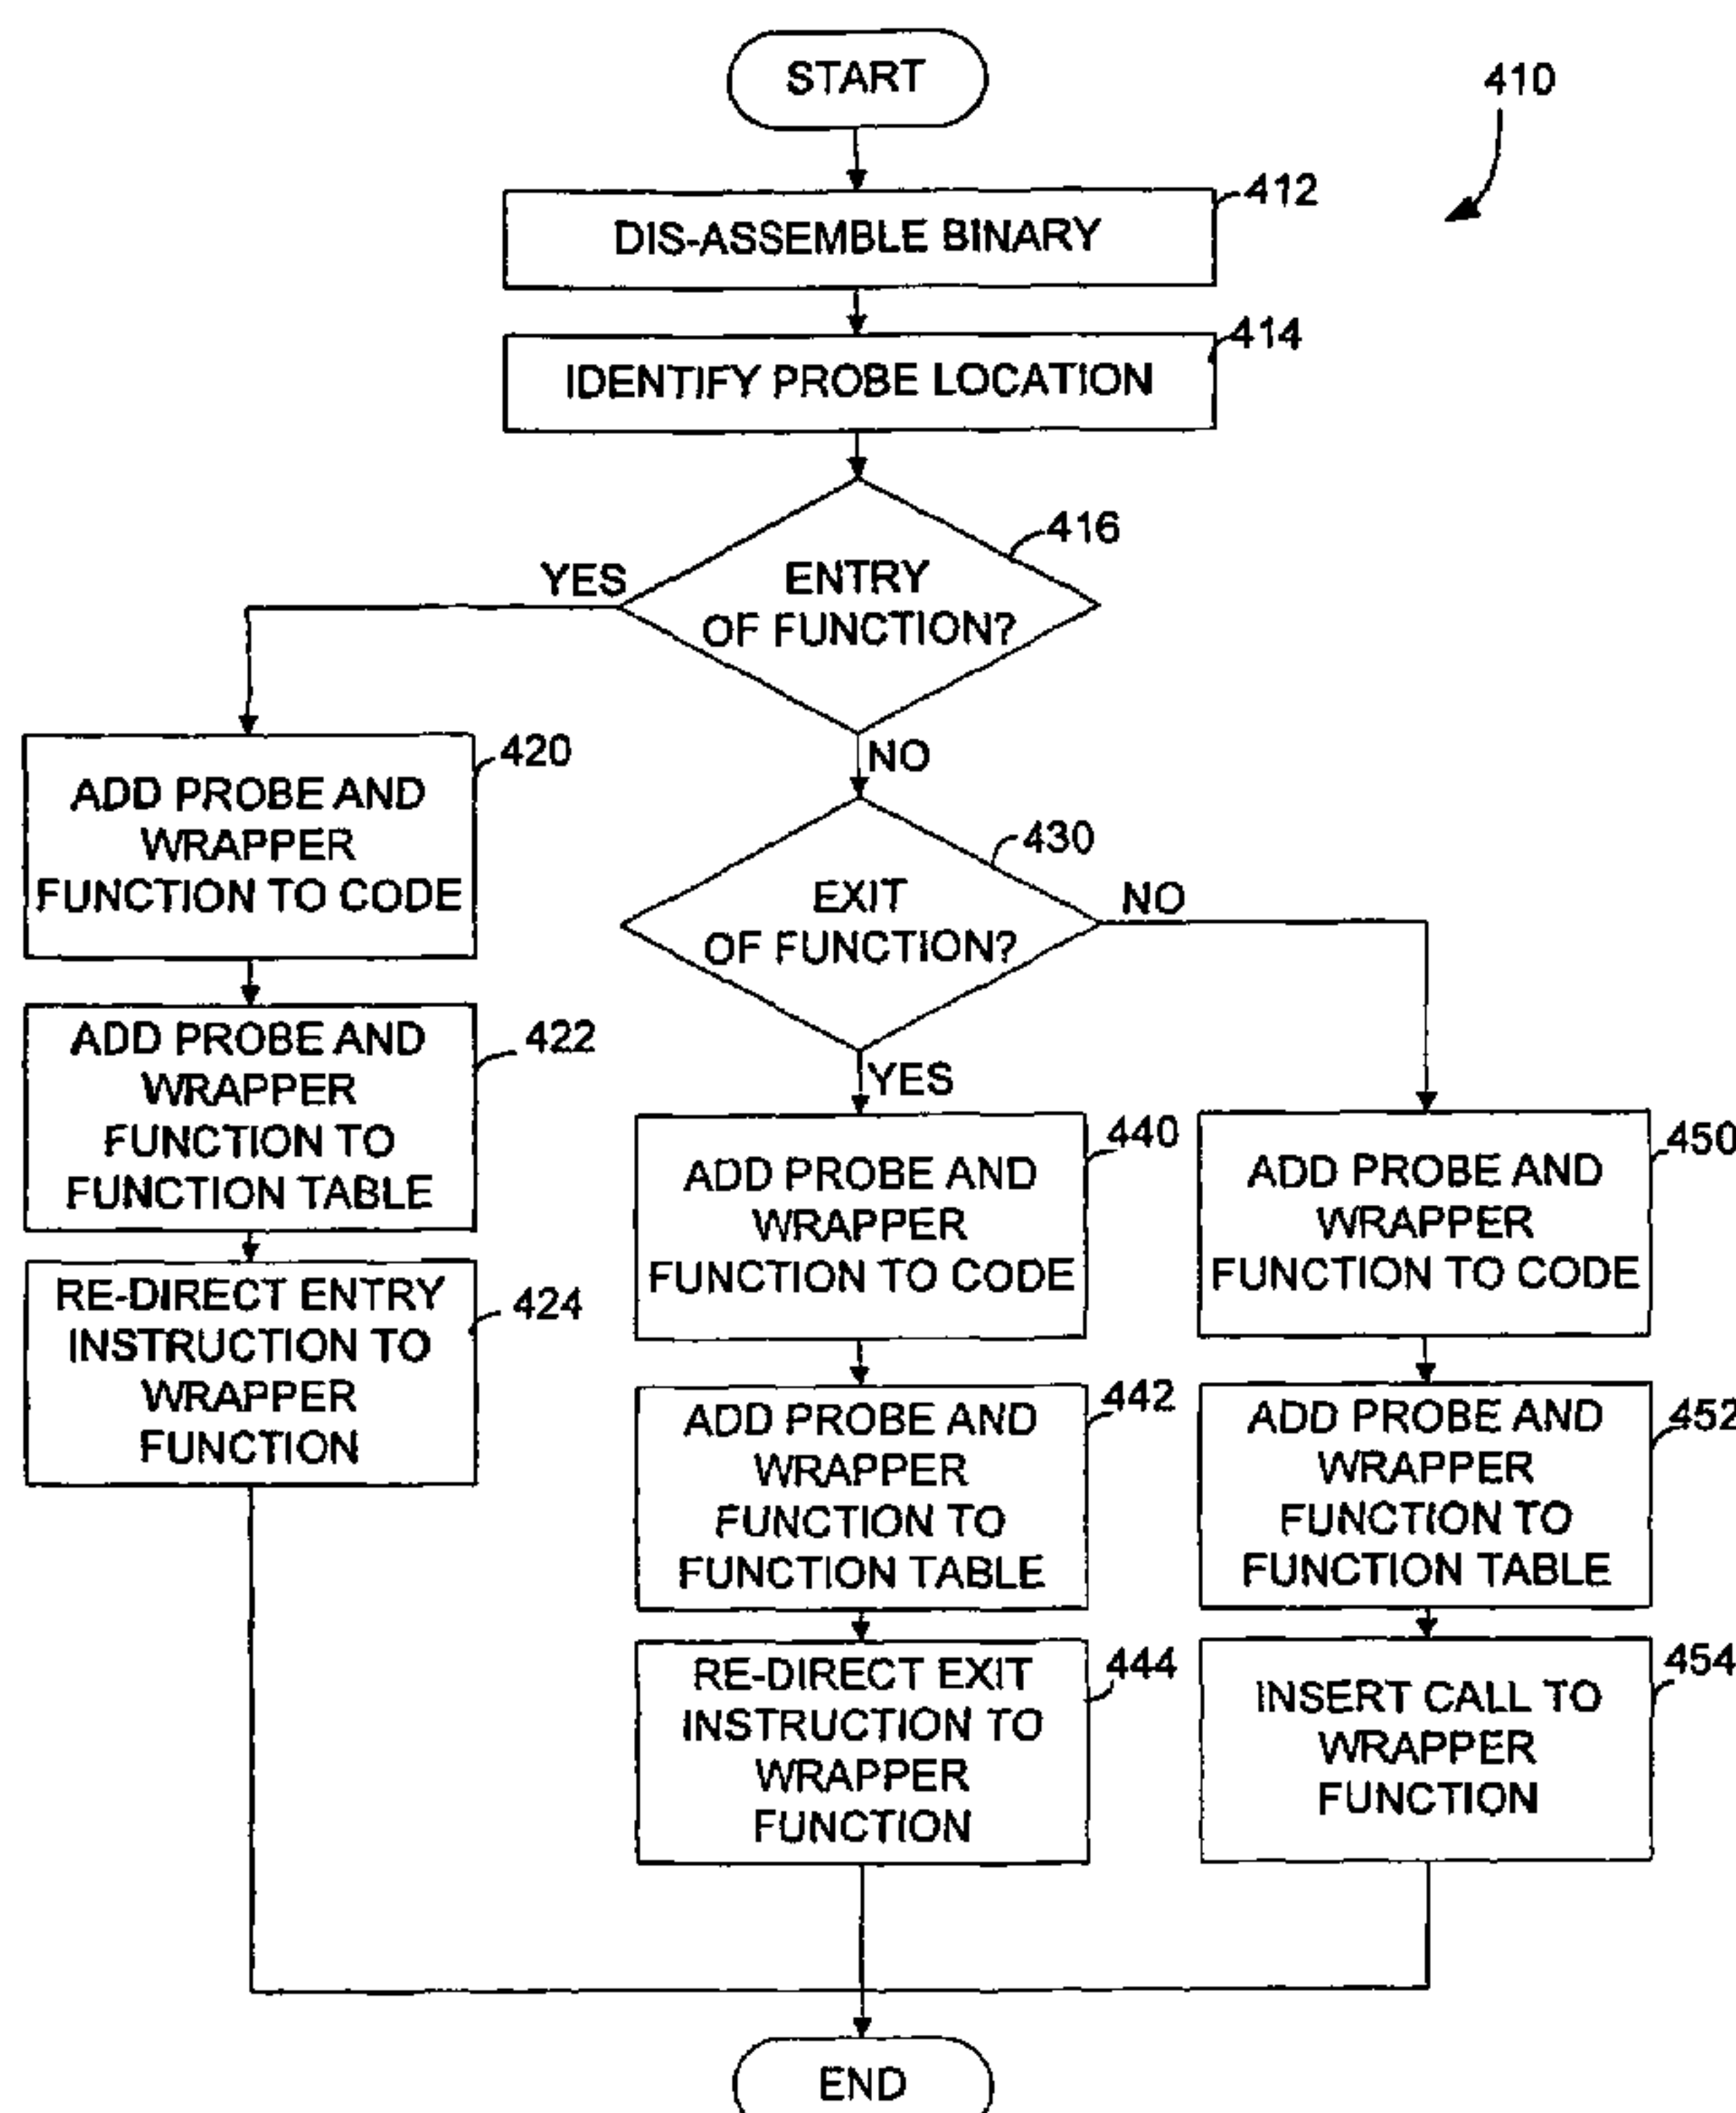 START
410
412
DIS-ASSEMBLE BINARY
414
IDENTIFY PROBE LOCATION
416
YES
ENTRY
OF FUNCTION?
NO
420
ADD PROBE AND
WRAPPER
FUNCTION TO CODE
430
EXIT
OF FUNCTION?
NO
YES
422
ADD PROBE AND
WRAPPER
FUNCTION TO
FUNCTION TABLE
424
RE-DIRECT ENTRY
INSTRUCTION TO
WRAPPER
FUNCTION
440
ADD PROBE AND
WRAPPER
FUNCTION TO CODE
442
ADD PROBE AND
WRAPPER
FUNCTION TO
FUNCTION TABLE
444
RE-DIRECT EXIT
INSTRUCTION TO
WRAPPER
FUNCTION
450
ADD PROBE AND
WRAPPER
FUNCTION TO CODE
452
ADD PROBE AND
WRAPPER
FUNCTION TO
FUNCTION TABLE
454
INSERT CALL TO
WRAPPER
FUNCTION
END